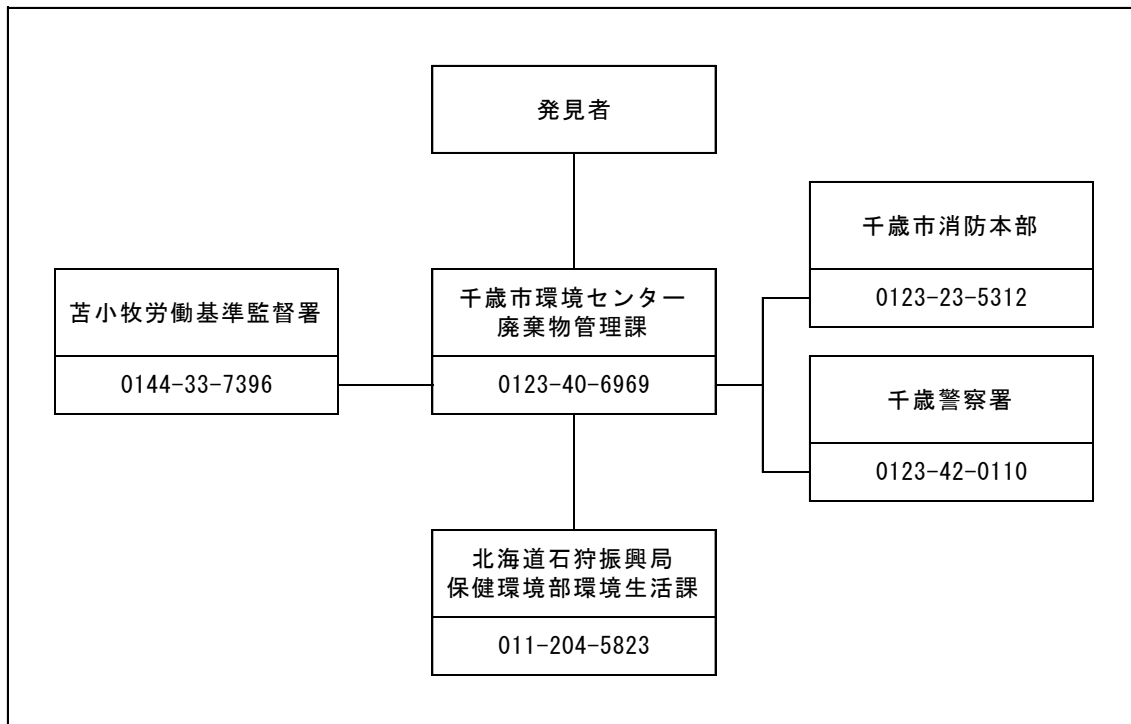 発見者
千歳市消防本部
0123-23-5312
苫小牧労働基準監督署
0144-33-7396
千歳市環境センター
廃棄物管理課
0123-40-6969
千歳警察署
0123-42-0110
北海道石狩振興局
保健環境部環境生活課
011-204-5823